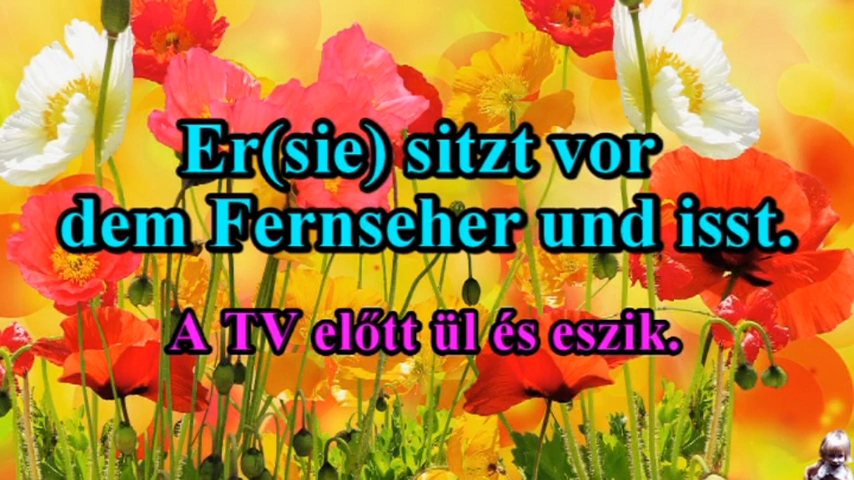 Er(sie) sitzt vor
dem Fernseher und isst.
A TV előtt ül és eszik.